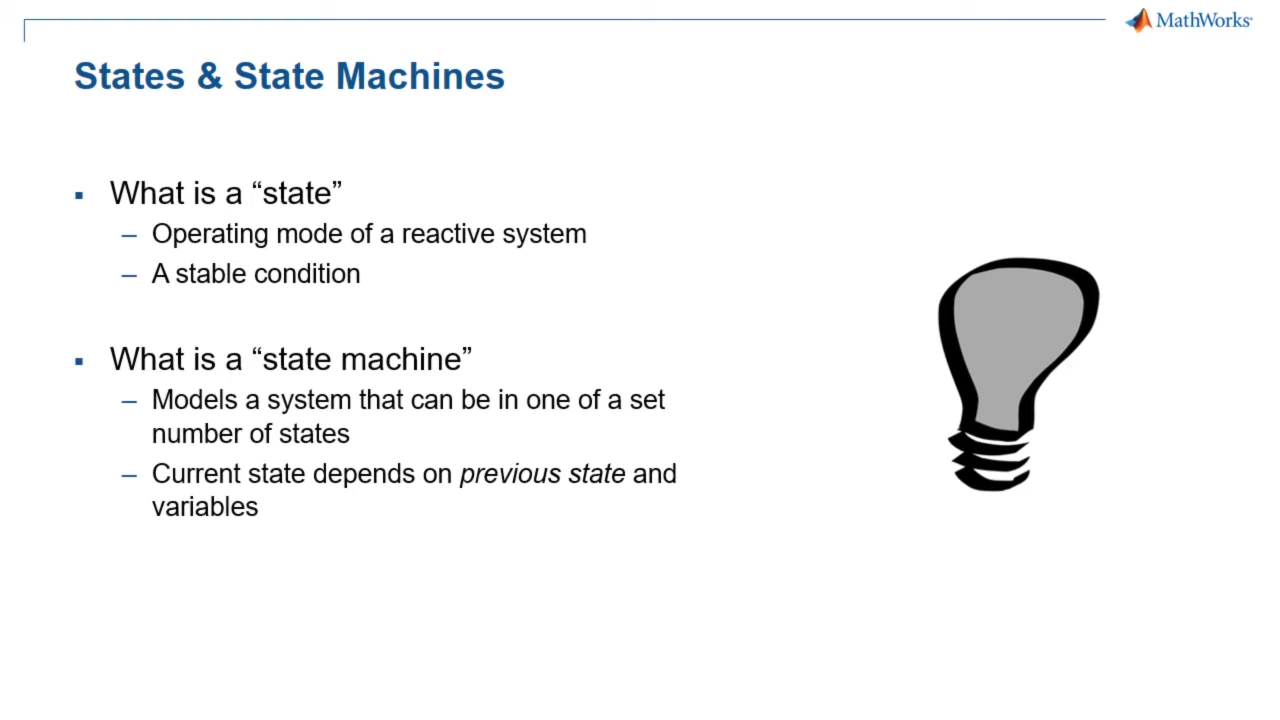 MathWorks
States & State Machines
▪ What is a “state”
– Operating mode of a reactive system
– A stable condition
▪ What is a “state machine”
– Models a system that can be in one of a set
number of states
– Current state depends on previous state and
variables